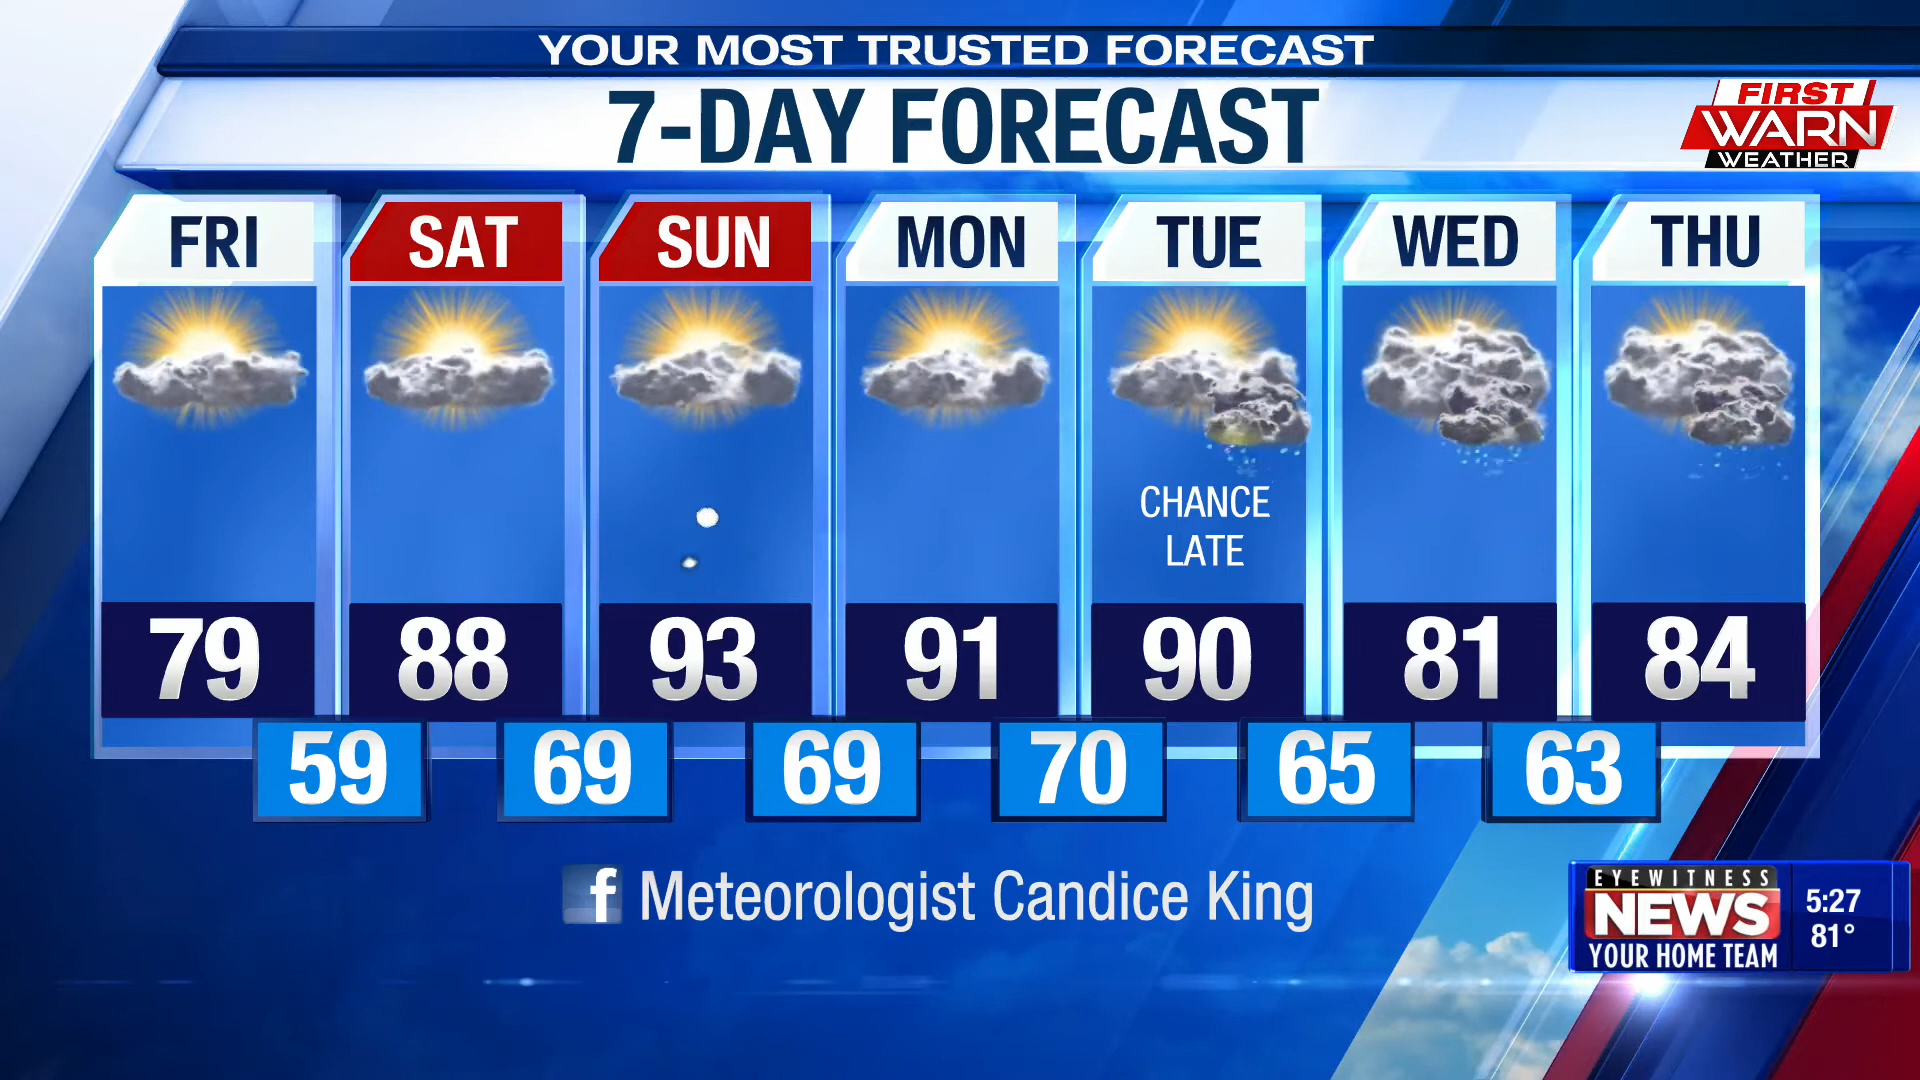 YOUR MOST TRUSTED FORECAST
7-DAY FORECAST
FIRST
WARN
WEATHER
FRI SAT SUN MON TUE WED THU
CHANCE
LATE
79 88 93 91 90 81 84
59 69 69 70 65 63
f Meteorologist Candice King
EYEWITNESS
NEWS
YOUR HOME TEAM
5:27
81°